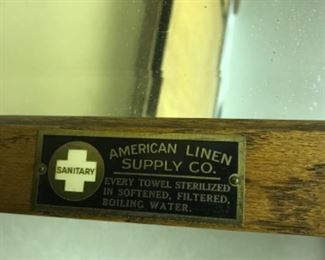 SANITARY
AMERICAN LINEN
SUPPLY CO.
EVERY TOWEL STERILIZED
IN SOFTENED, FILTERED,
BOILING WATER.